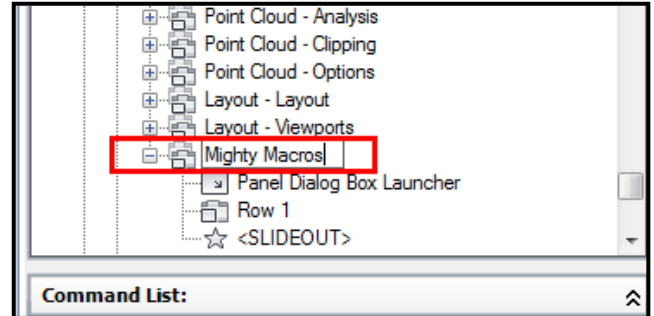 Point Cloud - Analysis
Point Cloud - Clipping
Point Cloud - Options
Layout - Layout
Layout - Viewports
Mighty Macros
Panel Dialog Box Launcher
Row 1
<SLIDEOUT>
Command List: